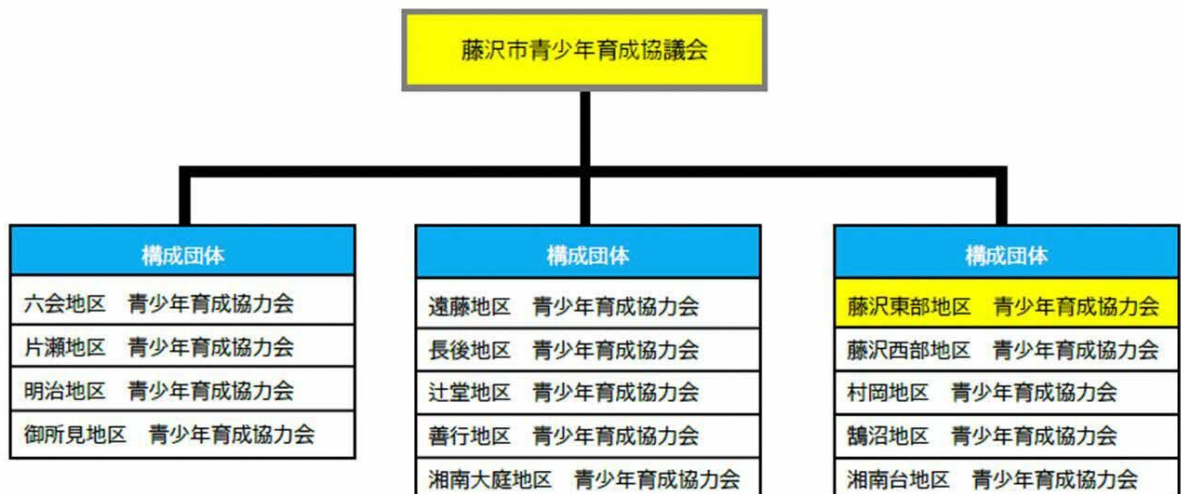 藤沢市青少年育成協議会
構成団体
六会地区　青少年育成協力会
片瀬地区　青少年育成協力会
明治地区　青少年育成協力会
御所見地区　青少年育成協力会
構成団体
遠藤地区　青少年育成協力会
長後地区　青少年育成協力会
辻堂地区　青少年育成協力会
善行地区　青少年育成協力会
湘南大庭地区　青少年育成協力会
構成団体
藤沢東部地区　青少年育成協力会
藤沢西部地区　青少年育成協力会
村岡地区　青少年育成協力会
鵠沼地区　青少年育成協力会
湘南台地区　青少年育成協力会